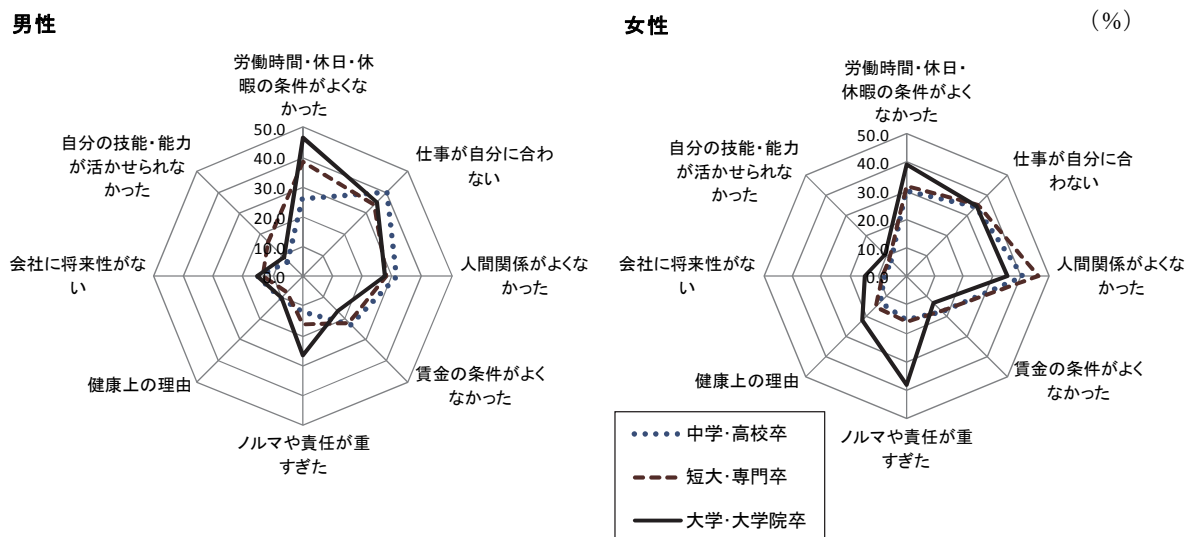 男性
労働時間・休日・休
暇の条件がよくな
かった
50.0
40.0
30.0
20.0
10.0
0.0
仕事が自分に合わ
ない
人間関係がよくな
かった
賃金の条件がよく
なかった
ノルマや責任が重
すぎた
健康上の理由
会社に将来性がな
い
自分の技能・能力
が活かせられな
かった
女性
(%)
労働時間・休日・
休暇の条件がよく
なかった
50.0
40.0
30.0
20.0
10.0
0.0
仕事が自分に合
わない
人間関係がよくな
かった
賃金の条件がよく
なかった
ノルマや責任が重
すぎた
健康上の理由
会社に将来性がな
い
自分の技能・能力
が活かせられな
かった
中学・高校卒
短大・専門卒
大学・大学院卒